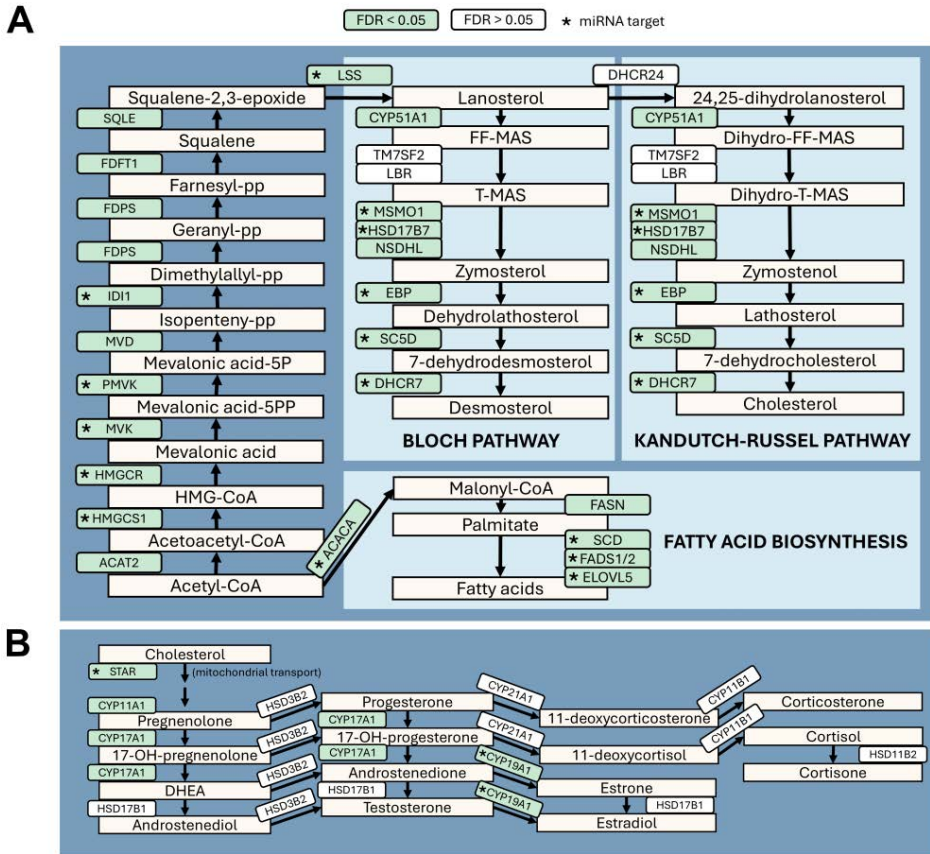 A
FDR < 0.05
FDR > 0.05
* miRNA target
* LSS
DHCR24
Squalene-2,3-epoxide
Lanosterol
24,25-dihydrolanosterol
SQLE
CYP51A1
CYP51A1
Squalene
FF-MAS
Dihydro-FF-MAS
FDFT1
TM7SF2
TM7SF2
LBR
LBR
Farnesyl-pp
T-MAS
Dihydro-T-MAS
FDPS
* MSMO1
* MSMO1
Geranyl-pp
*HSD17B7
*HSD17B7
FDPS
NSDHL
NSDHL
Dimethylallyl-pp
Zymosterol
Zymostenol
* IDI1
* EBP
* EBP
Isopenteny-pp
Dehydrolathosterol
Lathosterol
MVD
* SC5D
* SC5D
Mevalonic acid-5P
7-dehydrodesmosterol
7-dehydrocholesterol
* PMVK
* DHCR7
* DHCR7
Mevalonic acid-5PP
Desmosterol
Cholesterol
* MVK
BLOCH PATHWAY
KANDUTCH-RUSSEL PATHWAY
Mevalonic acid
* HMGCR
HMG-CoA
Malonyl-CoA
* HMGCS1
FASN
Acetoacetyl-CoA
* ACACA
Palmitate
* SCD
FATTY ACID BIOSYNTHESIS
ACAT2
* FADS1/2
Acetyl-CoA
Fatty acids
* ELOVL5
B
Cholesterol
* STAR
(mitochondrial transport)
CYP11A1
HSD3B2
Progesterone
CYP21A1
CYP11B1
Corticosterone
Pregnenolone
CYP17A1
11-deoxycorticosterone
CYP17A1
HSD3B2
17-OH-progesterone
CYP21A1
CYP11B1
Cortisol
17-OH-pregnenolone
CYP17A1
11-deoxycortisol
HSD11B2
CYP17A1
HSD3B2
Androstenedione
*CYP19A1
Cortisone
DHEA
HSD17B1
Estrone
HSD17B1
HSD3B2
Testosterone
*CYP19A1
HSD17B1
Androstenediol
Estradiol